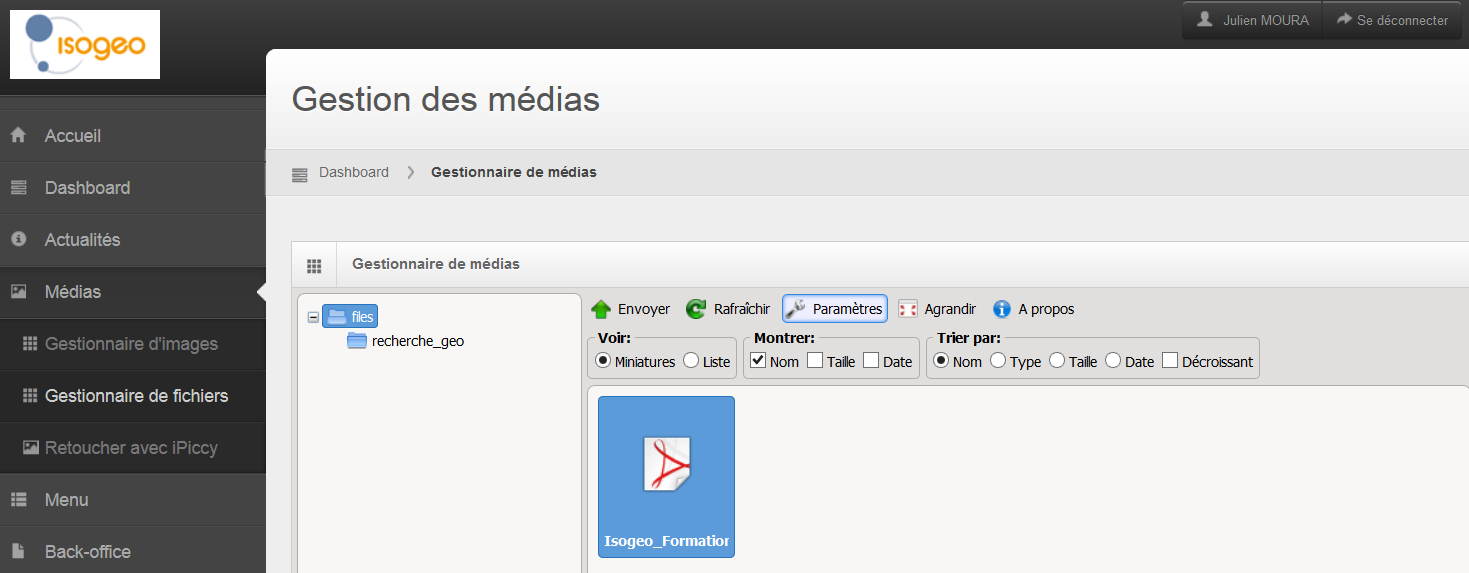 Isogeo
Julien MOURA
Se déconnecter
Accueil
Dashboard
Actualités
Médias
Gestionnaire d'images
Gestionnaire de fichiers
Retoucher avec iPiccy
Menu
Back-office
Gestion des médias
Dashboard
Gestionnaire de médias
Gestionnaire de médias
files
recherche_geo
Envoyer Rafraîchir Paramètres Agrandir A propos
Voir: Montrer: Trier par:
Miniatures Liste Nom Taille Date Nom Type Taille Date Décroissant
Isogeo_Formation